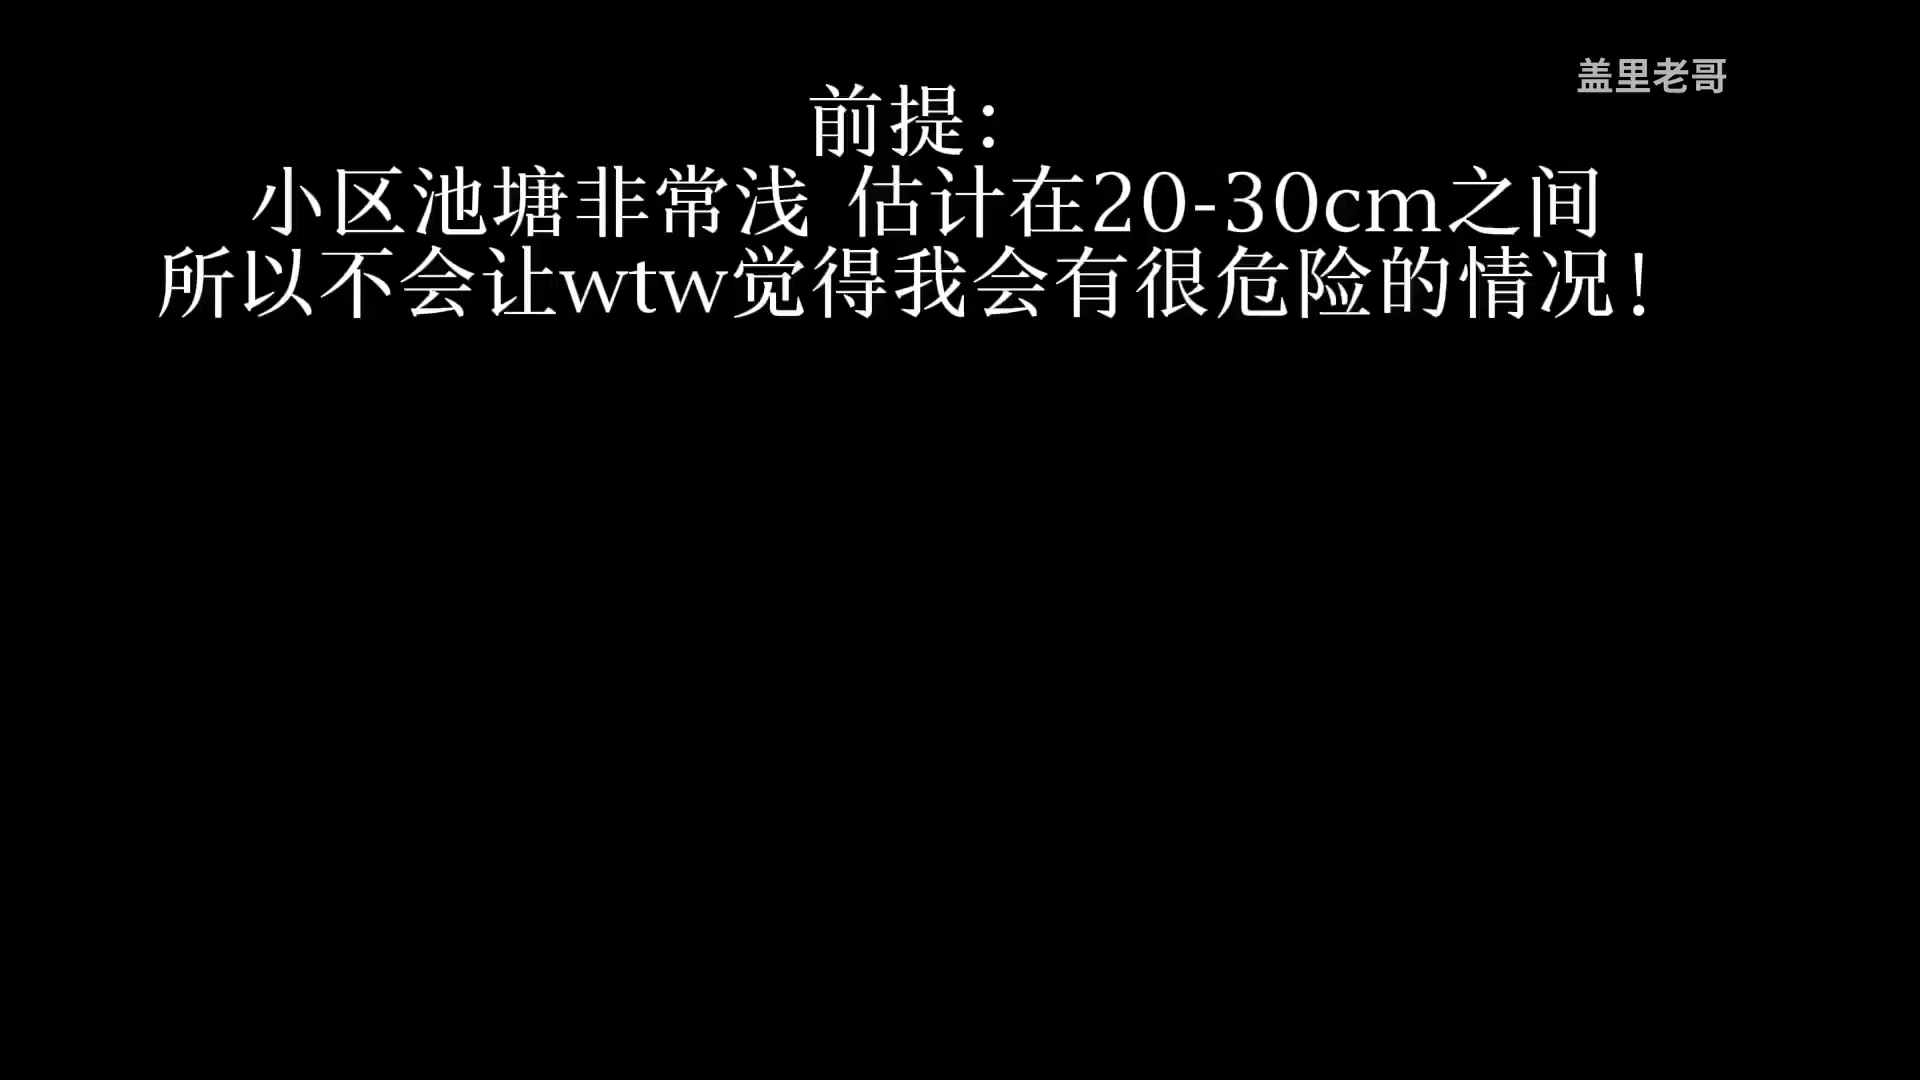 盖里老哥
前提：
小区池塘非常浅 估计在20-30cm之间
所以不会让wtw觉得我会有很危险的情况！